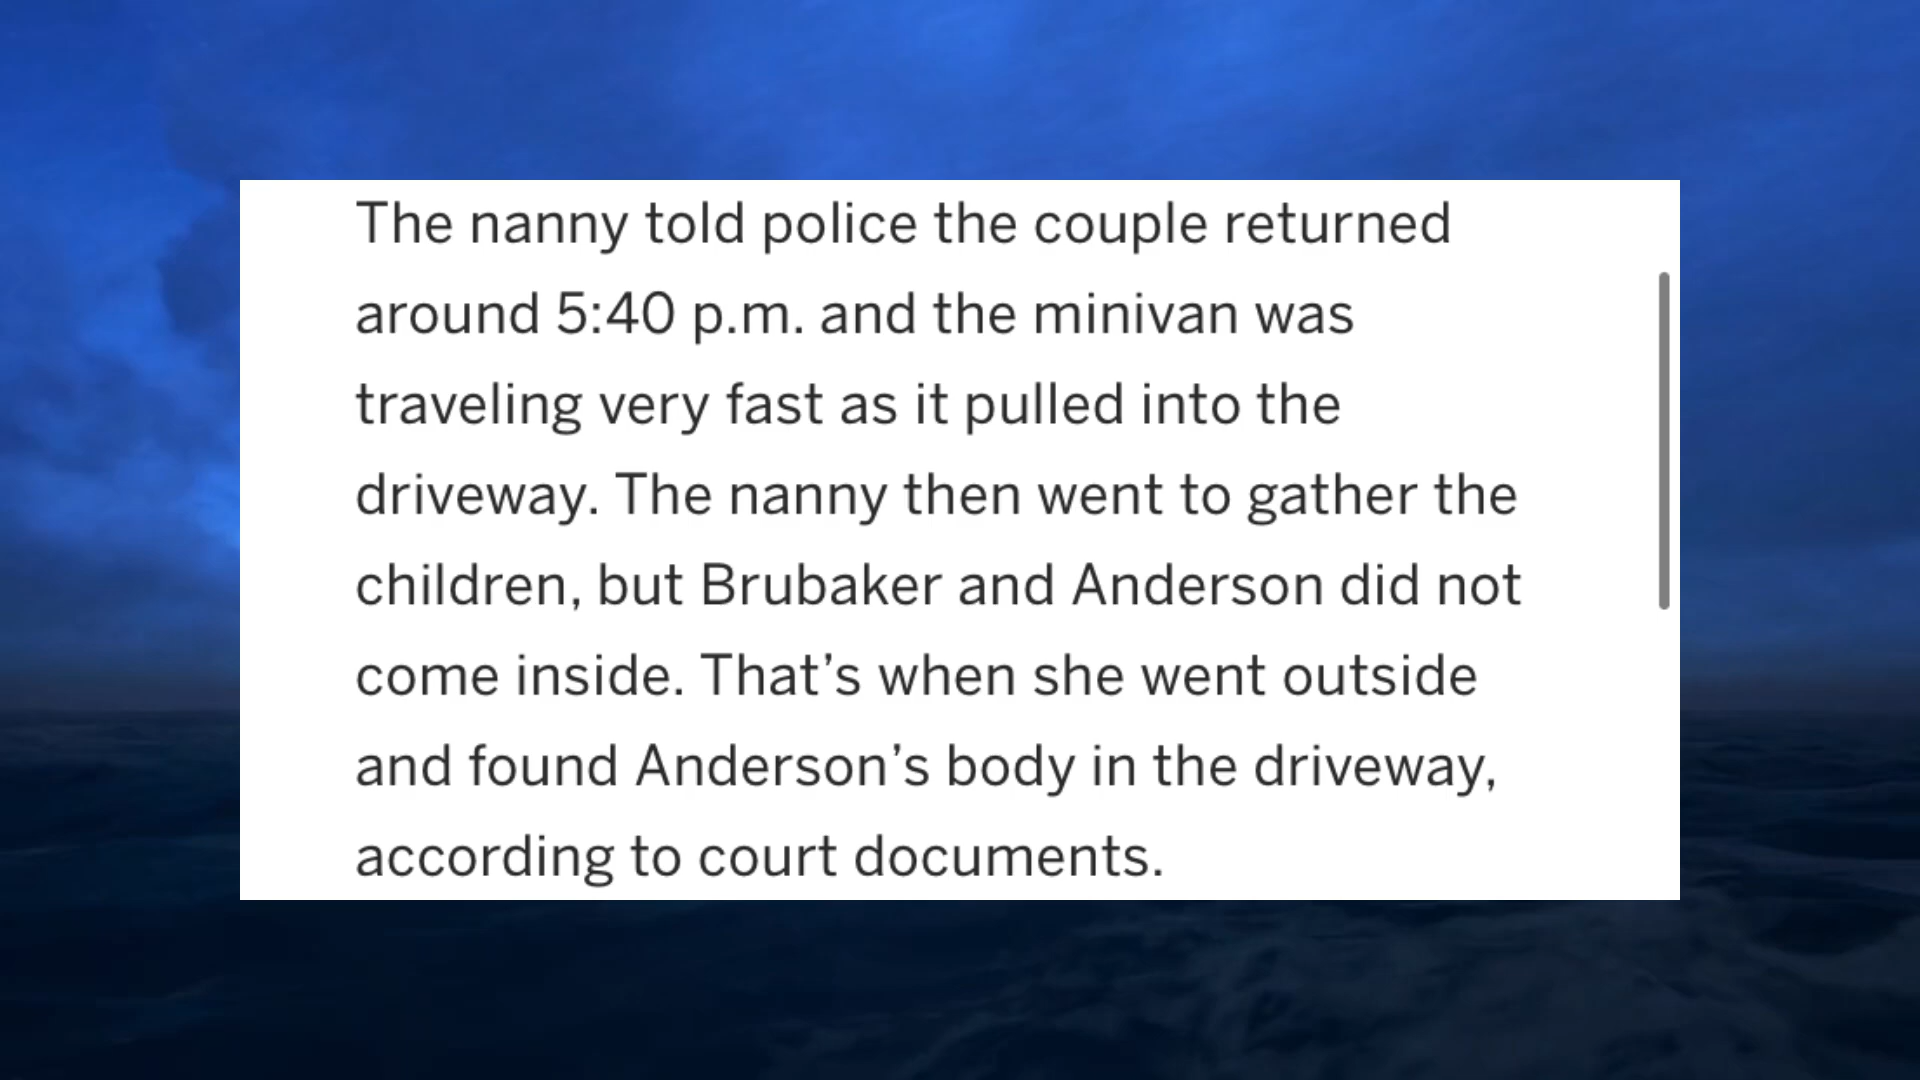 The nanny told police the couple returned
around 5:40 p.m. and the minivan was
traveling very fast as it pulled into the
driveway. The nanny then went to gather the
children, but Brubaker and Anderson did not
come inside. That’s when she went outside
and found Anderson’s body in the driveway,
according to court documents.